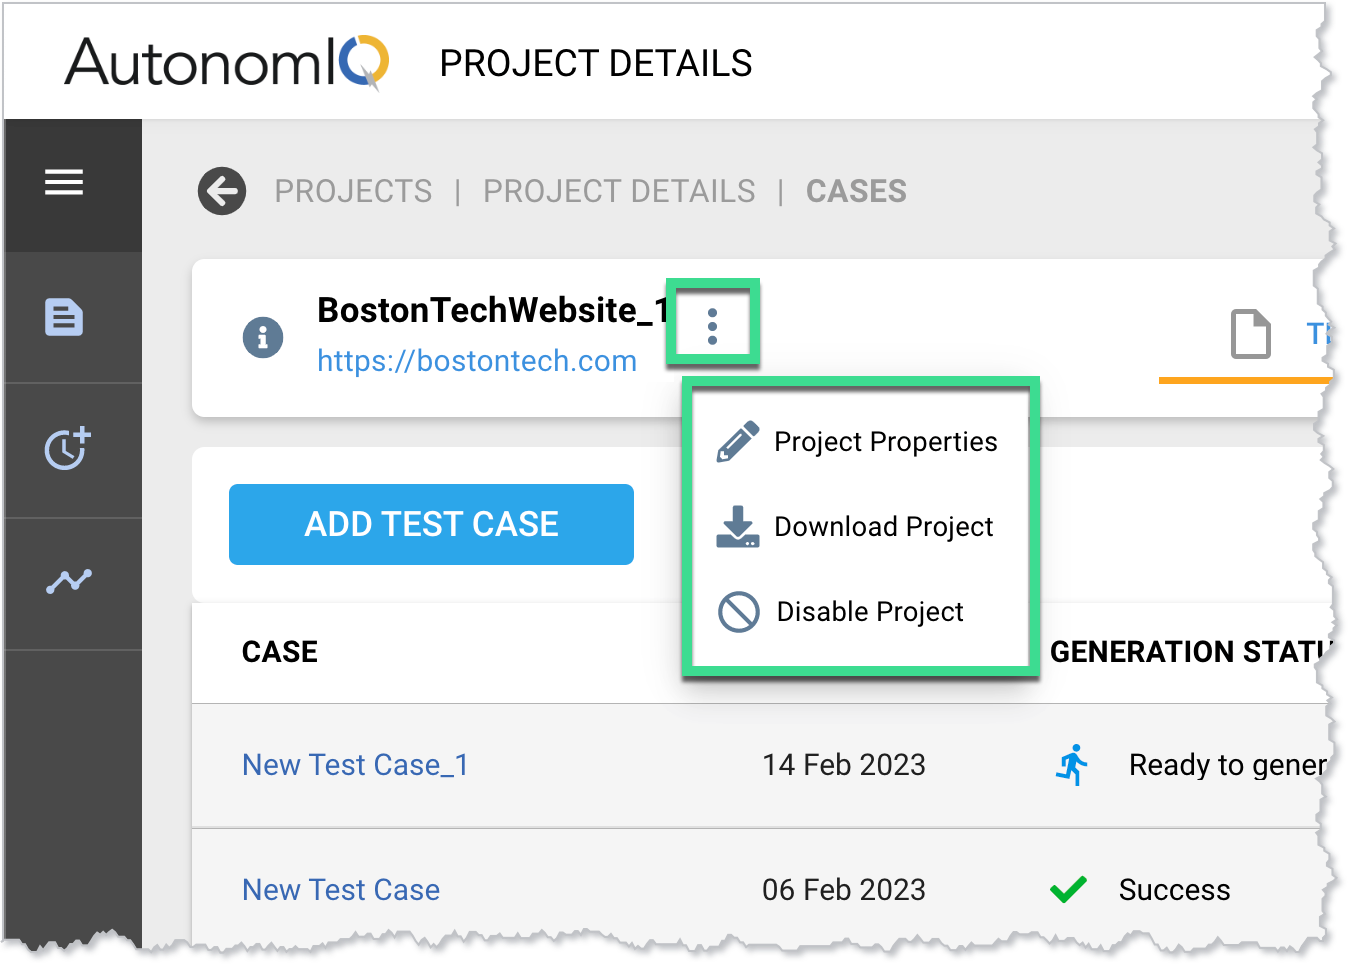 AutonomIQ PROJECT DETAILS
PROJECTS | PROJECT DETAILS | CASES
BostonTechWebsite_1
https://bostontech.com
Project Properties
Download Project
Disable Project
ADD TEST CASE
CASE GENERATION STATU
New Test Case_1 14 Feb 2023 Ready to gener
New Test Case 06 Feb 2023 Success